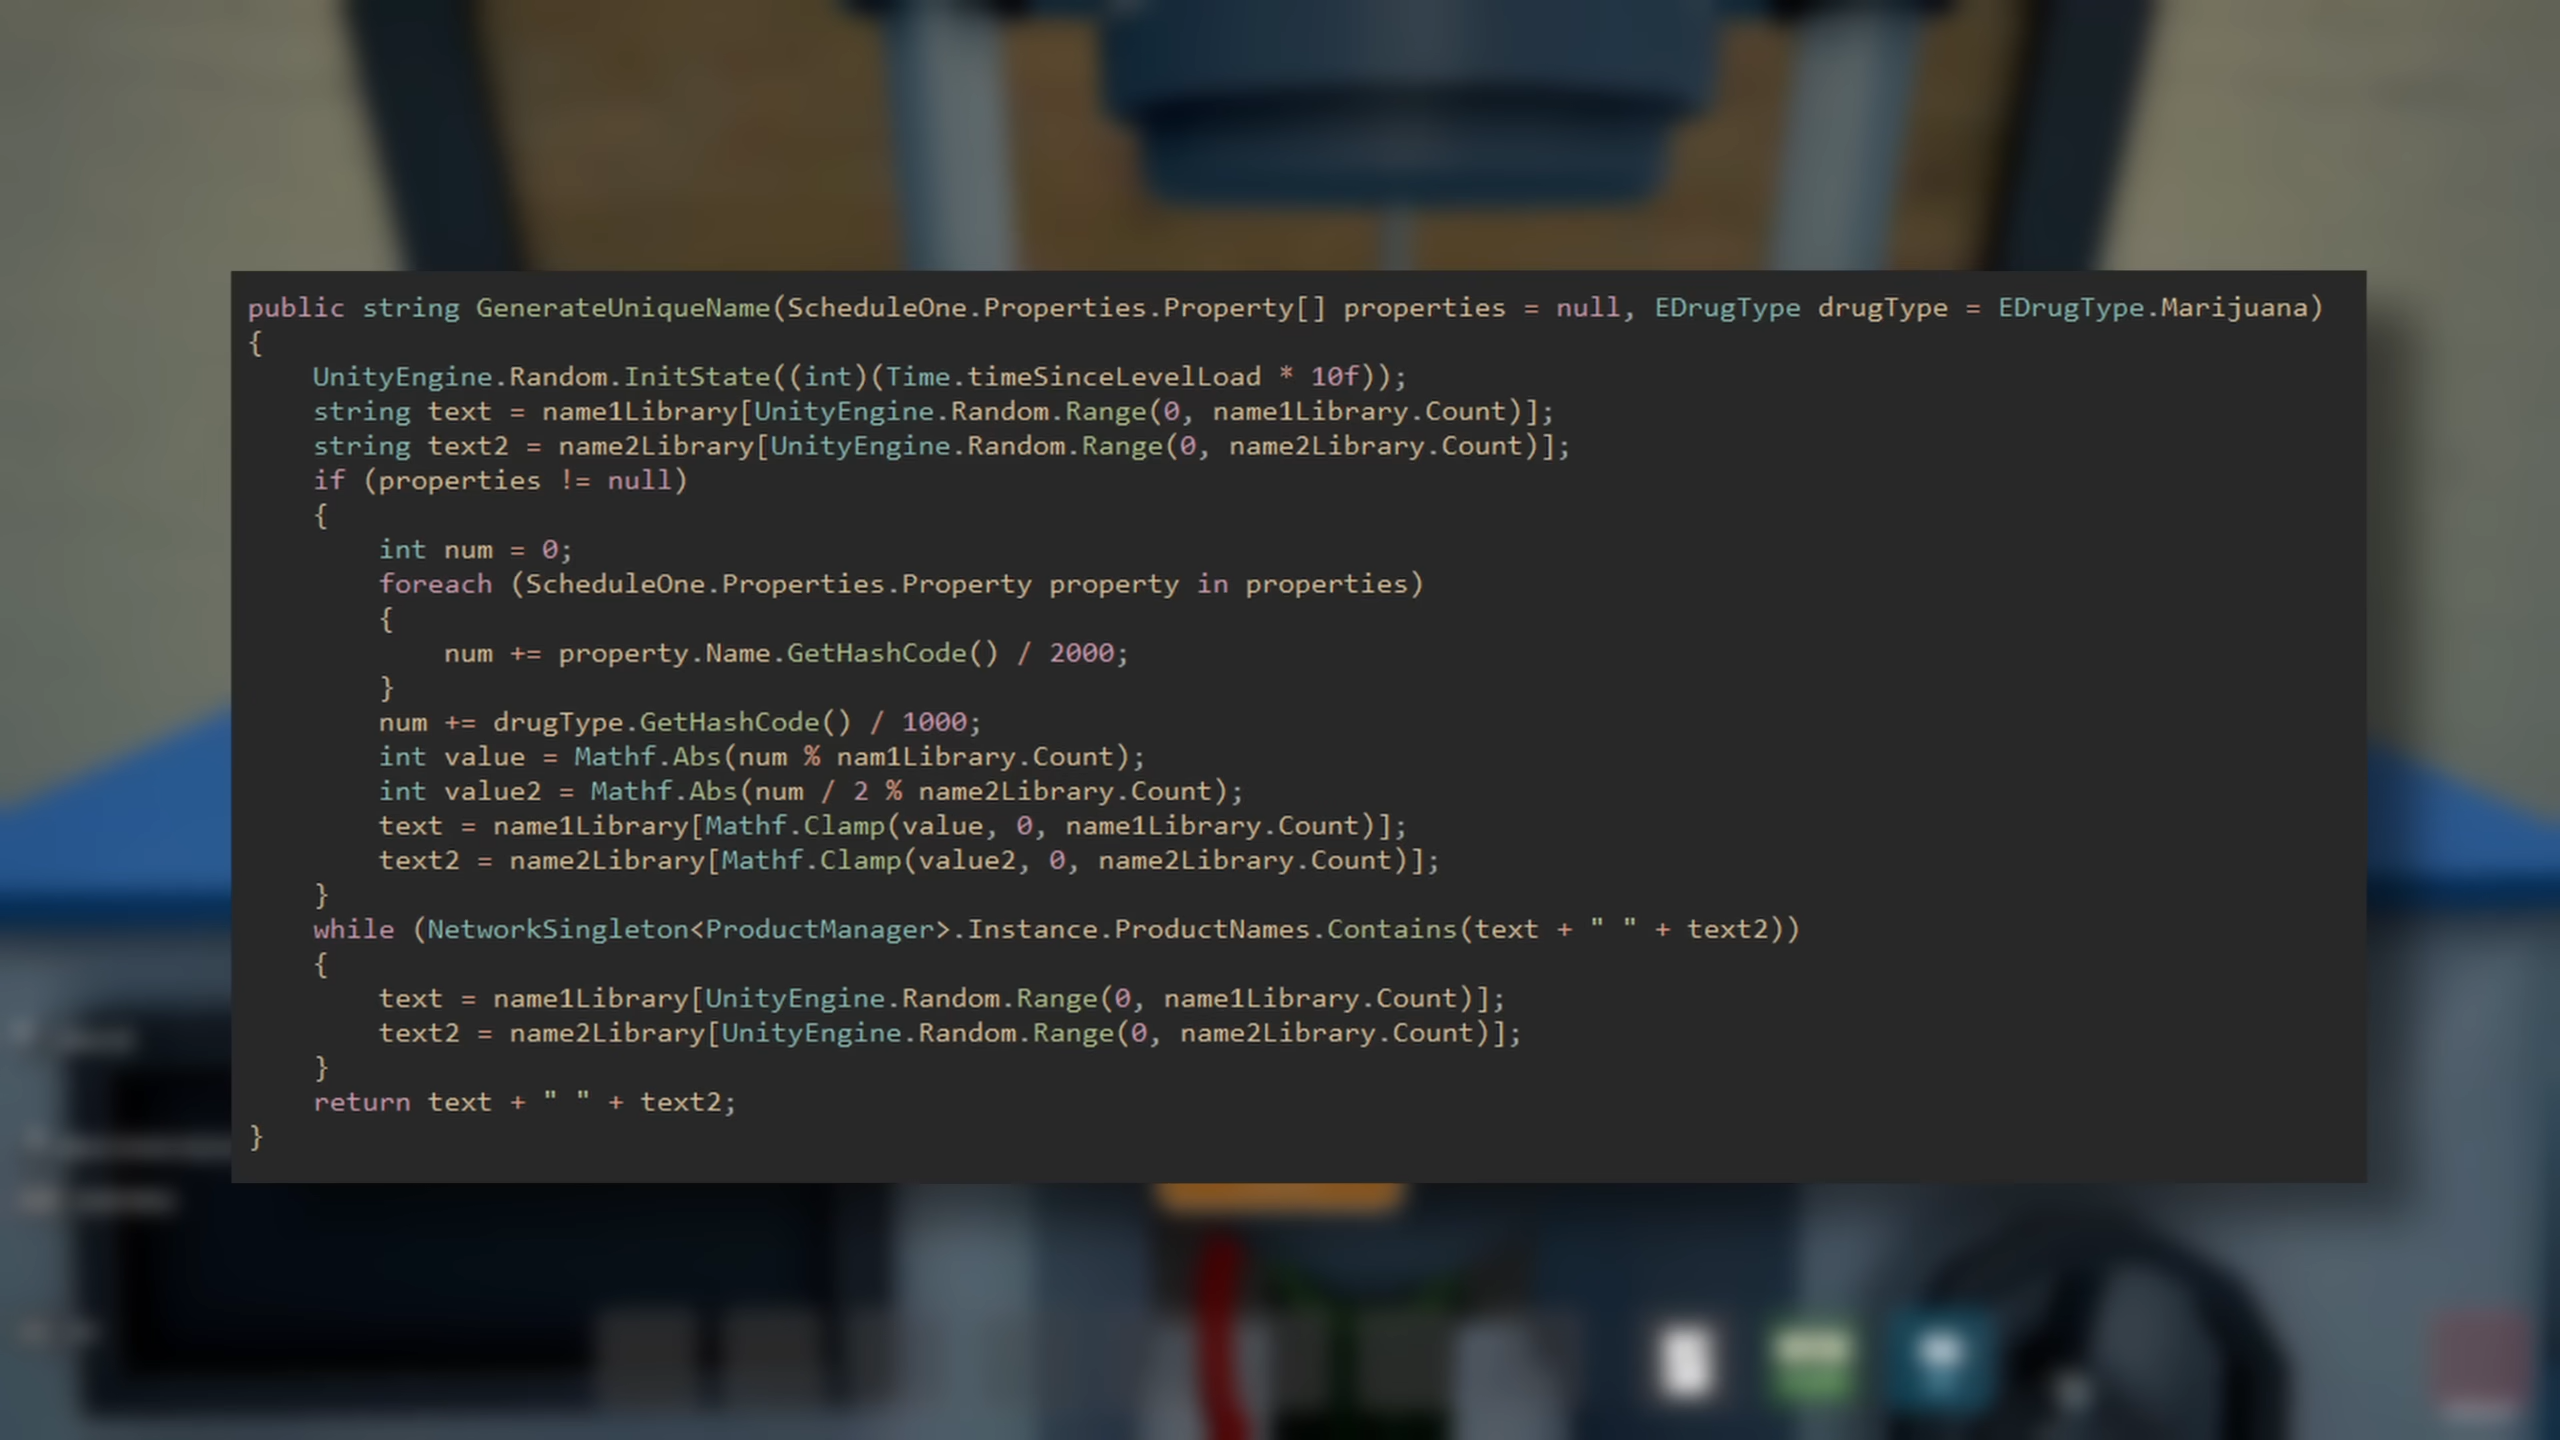 public string GenerateUniqueName(ScheduleOne.Properties.Property[] properties = null, EDrugType drugType = EDrugType.Marijuana)
{
    UnityEngine.Random.InitState((int)(Time.timeSinceLevelLoad * 10f));
    string text = name1Library[UnityEngine.Random.Range(0, name1Library.Count)];
    string text2 = name2Library[UnityEngine.Random.Range(0, name2Library.Count)];
    if (properties != null)
    {
        int num = 0;
        foreach (ScheduleOne.Properties.Property property in properties)
        {
            num += property.Name.GetHashCode() / 2000;
        }
        num += drugType.GetHashCode() / 1000;
        int value = Mathf.Abs(num % nam1Library.Count);
        int value2 = Mathf.Abs(num / 2 % name2Library.Count);
        text = name1Library[Mathf.Clamp(value, 0, name1Library.Count)];
        text2 = name2Library[Mathf.Clamp(value2, 0, name2Library.Count)];
    }
    while (NetworkSingleton<ProductManager>.Instance.ProductNames.Contains(text + " " + text2))
    {
        text = name1Library[UnityEngine.Random.Range(0, name1Library.Count)];
        text2 = name2Library[UnityEngine.Random.Range(0, name2Library.Count)];
    }
    return text + " " + text2;
}